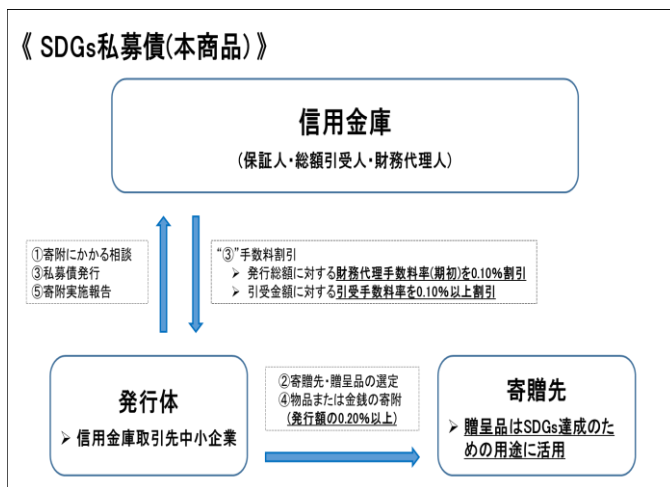 《 SDGs私募債(本商品) 》
信用金庫
(保証人・総額引受人・財務代理人)
①寄附にかかる相談
③私募債発行
⑤寄附実施報告
“③”手数料割引
➢ 発行総額に対する財務代理手数料率(期初)を0.10%割引
➢ 引受金額に対する引受手数料率を0.10%以上割引
発行体
➢ 信用金庫取引先中小企業
②寄贈先・贈呈品の選定
④物品または金銭の寄附
(発行額の0.20%以上)
寄贈先
➢ 贈呈品はSDGs達成のた
めの用途に活用